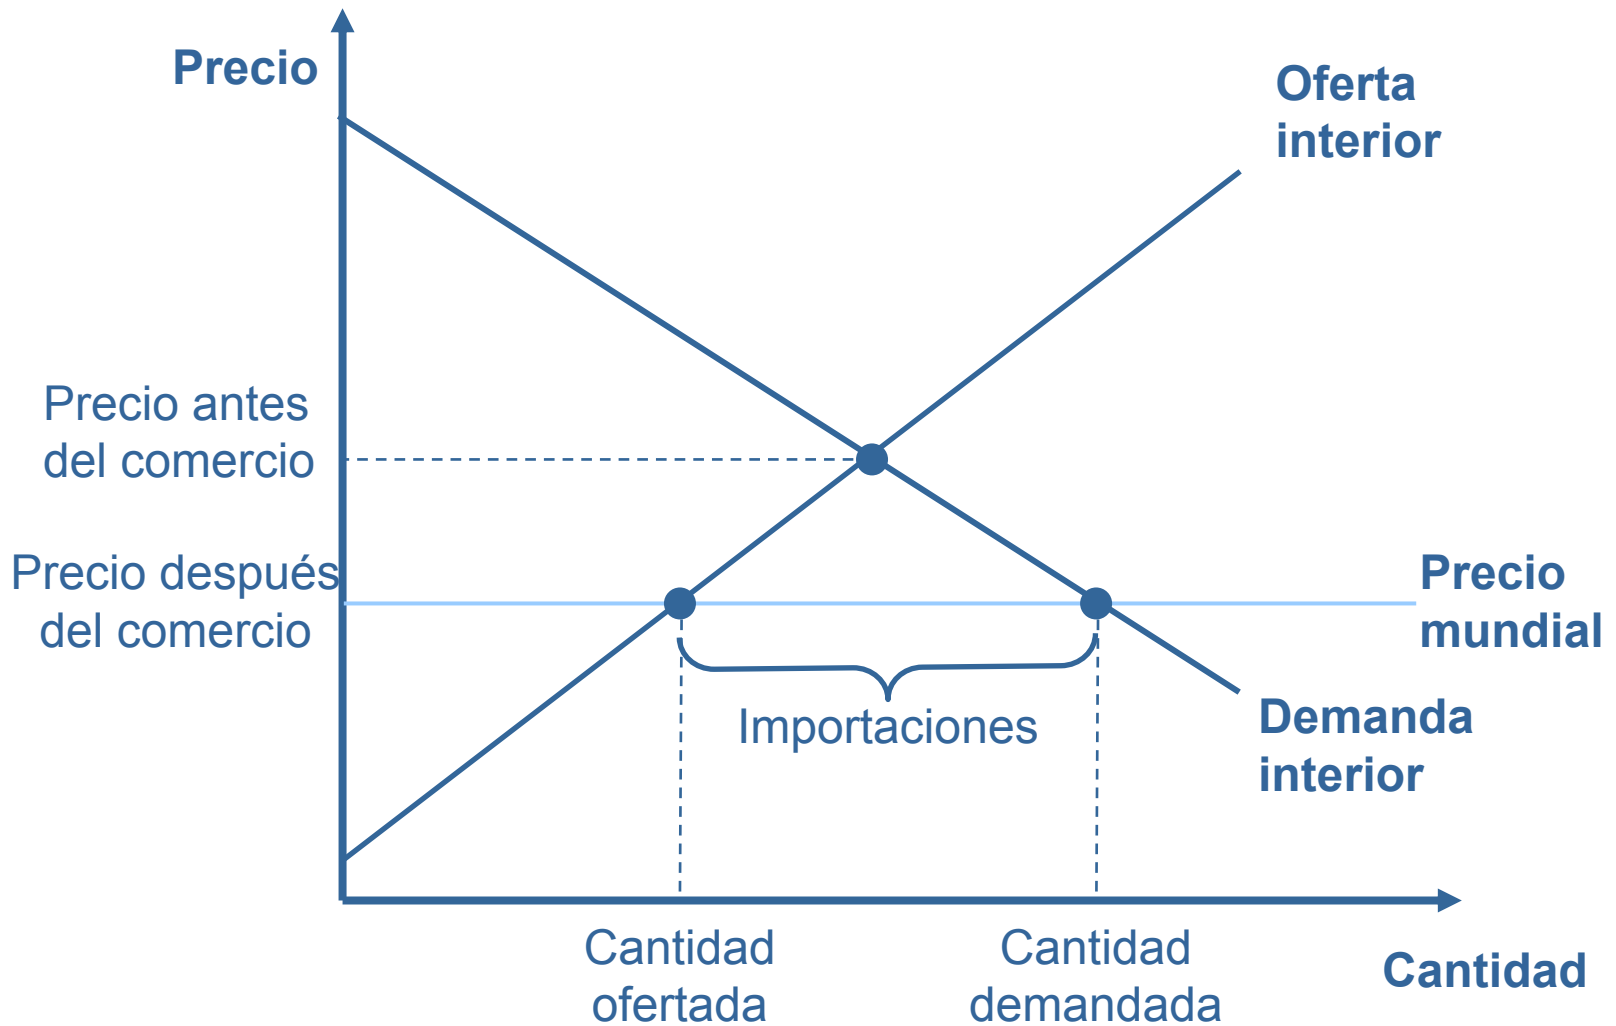 Precio
Oferta
interior
Precio antes
del comercio
Precio después
del comercio
Precio
mundial
Importaciones
Demanda
interior
Cantidad
ofertada
Cantidad
demandada
Cantidad